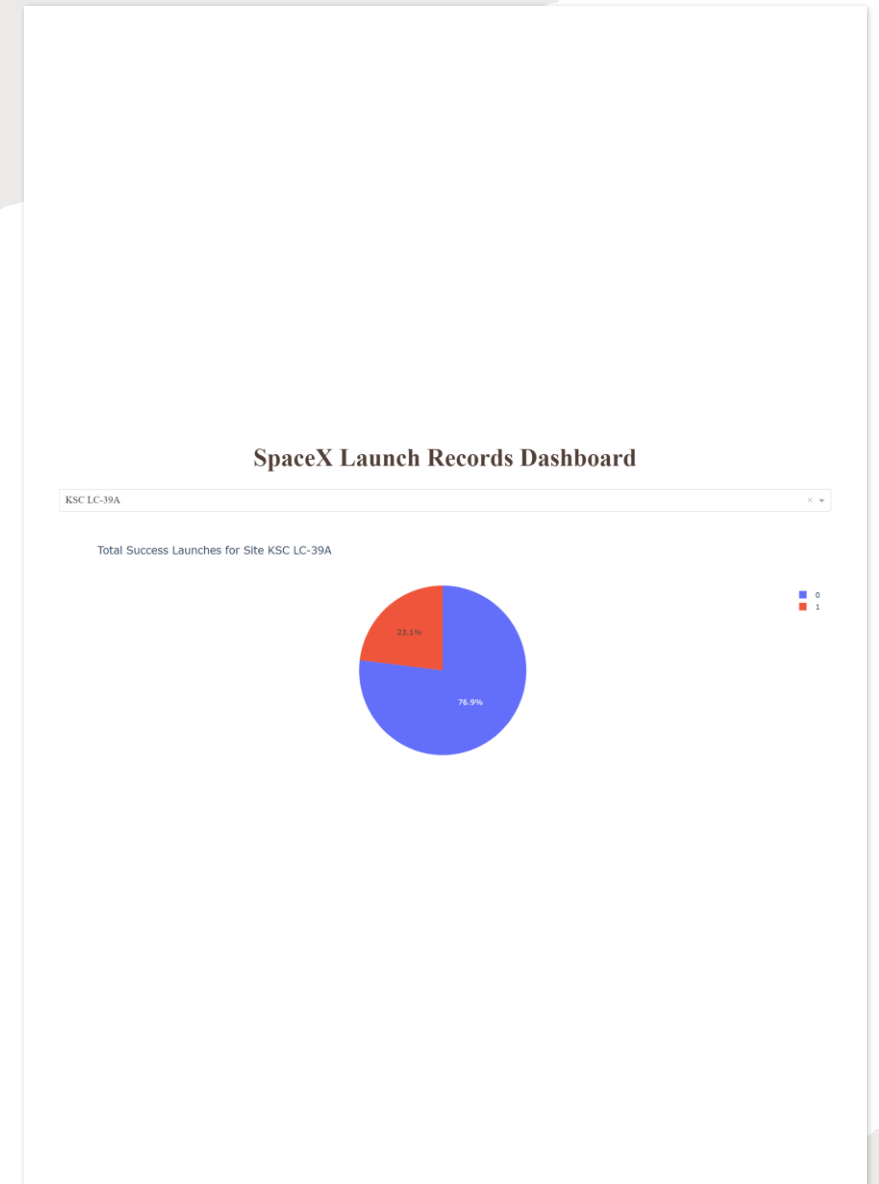 SpaceX Launch Records Dashboard
KSC LC-39A
Total Success Launches for Site KSC LC-39A
0
1
23.1%
76.9%